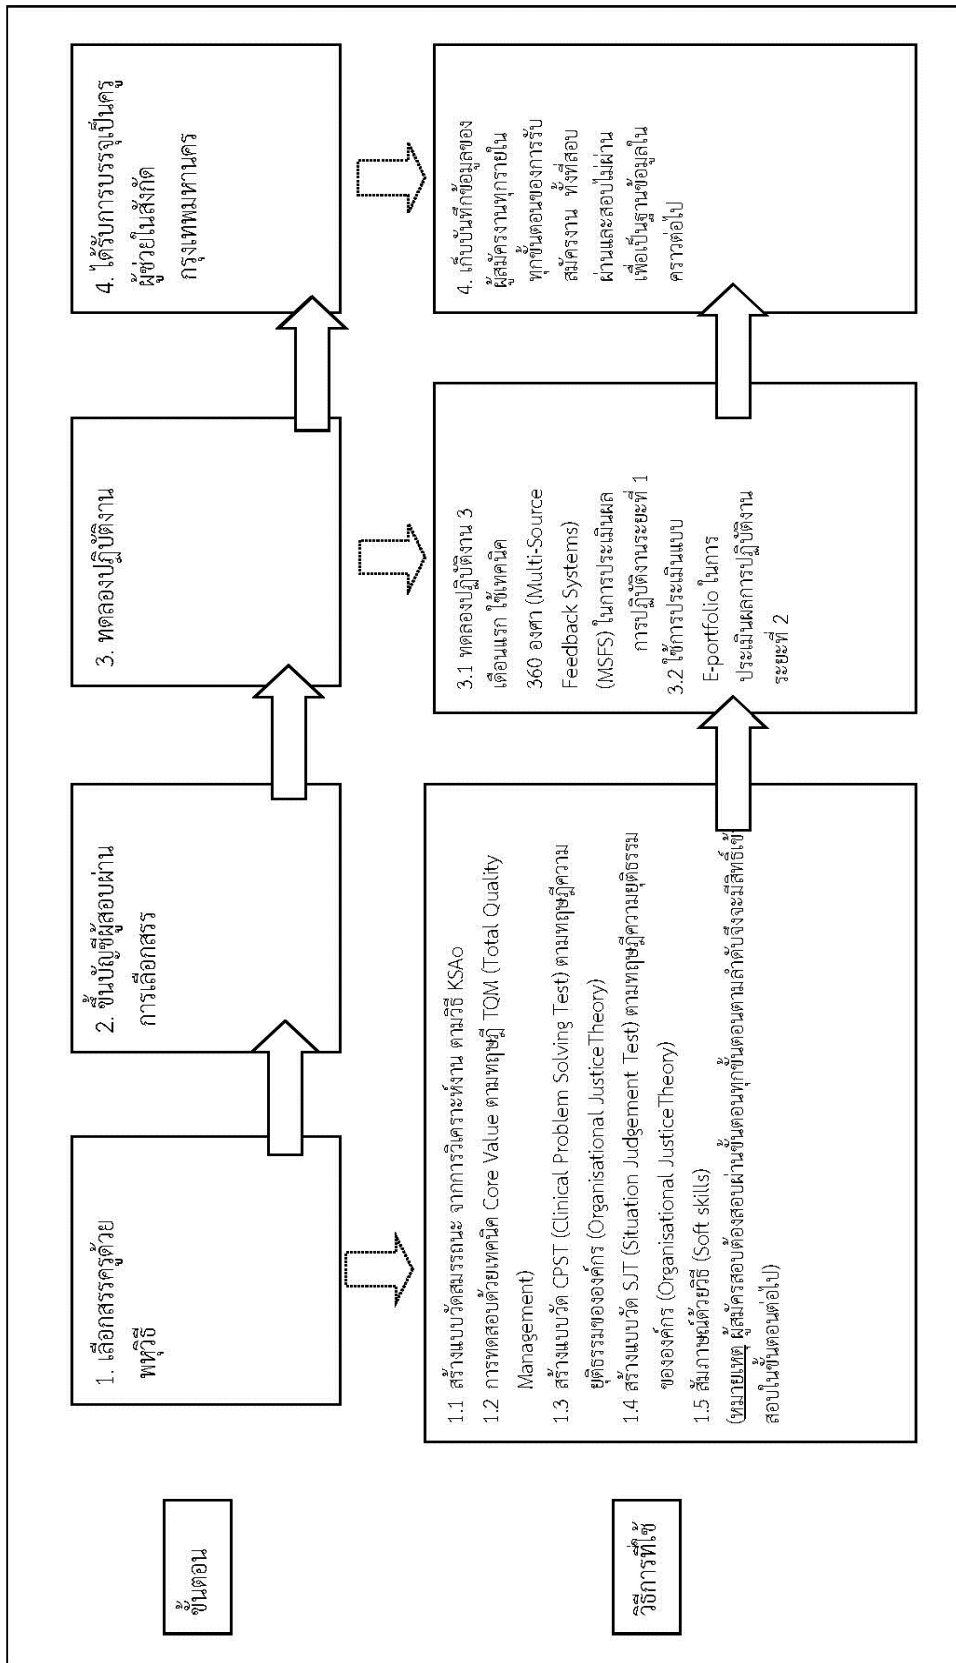 ขั้นตอน
1. เลือกสรรครูด้วย
พหุวิธี
2. ขึ้นบัญชีผู้สอบผ่าน
การเลือกสรร
3. ทดลองปฏิบัติงาน
4. ได้รับการบรรจุเป็นครู
ผู้ช่วยในสังกัด
กรุงเทพมหานคร
วิธีการที่ใช้
1.1 สร้างแบบวัดสมรรถนะ จากการวิเคราะห์งาน ตามวิธี KSAo
1.2 การทดสอบด้วยเทคนิค Core Value ตามทฤษฎี TQM (Total Quality
Management)
1.3 สร้างแบบวัด CPST (Clinical Problem Solving Test) ตามทฤษฎีความ
ยุติธรรมขององค์กร (Organisational JusticeTheory)
1.4 สร้างแบบวัด SJT (Situation Judgement Test) ตามทฤษฎีความยุติธรรม
ขององค์กร (Organisational JusticeTheory)
1.5 สัมภาษณ์ด้วยวิธี (Soft skills)
(หมายเหตุ ผู้สมัครสอบต้องสอบผ่านขั้นตอนทุกขั้นตอนตามลำดับจึงจะมีสิทธิ์เข้
สอบในขั้นตอนต่อไป)
3.1 ทดลองปฏิบัติงาน 3
เดือนแรก ใช้เทคนิค
360 องศา (Multi-Source
Feedback Systems)
(MSFS) ในการประเมินผล
การปฏิบัติงานระยะที่ 1
3.2 ใช้การประเมินแบบ
E-portfolio ในการ
ประเมินผลการปฏิบัติงาน
ระยะที่ 2
4. เก็บบันทึกข้อมูลของ
ผู้สมัครงานทุกรายใน
ทุกขั้นตอนของการรับ
สมัครงาน ทั้งที่สอบ
ผ่านและสอบไม่ผ่าน
เพื่อเป็นฐานข้อมูลใน
คราวต่อไป